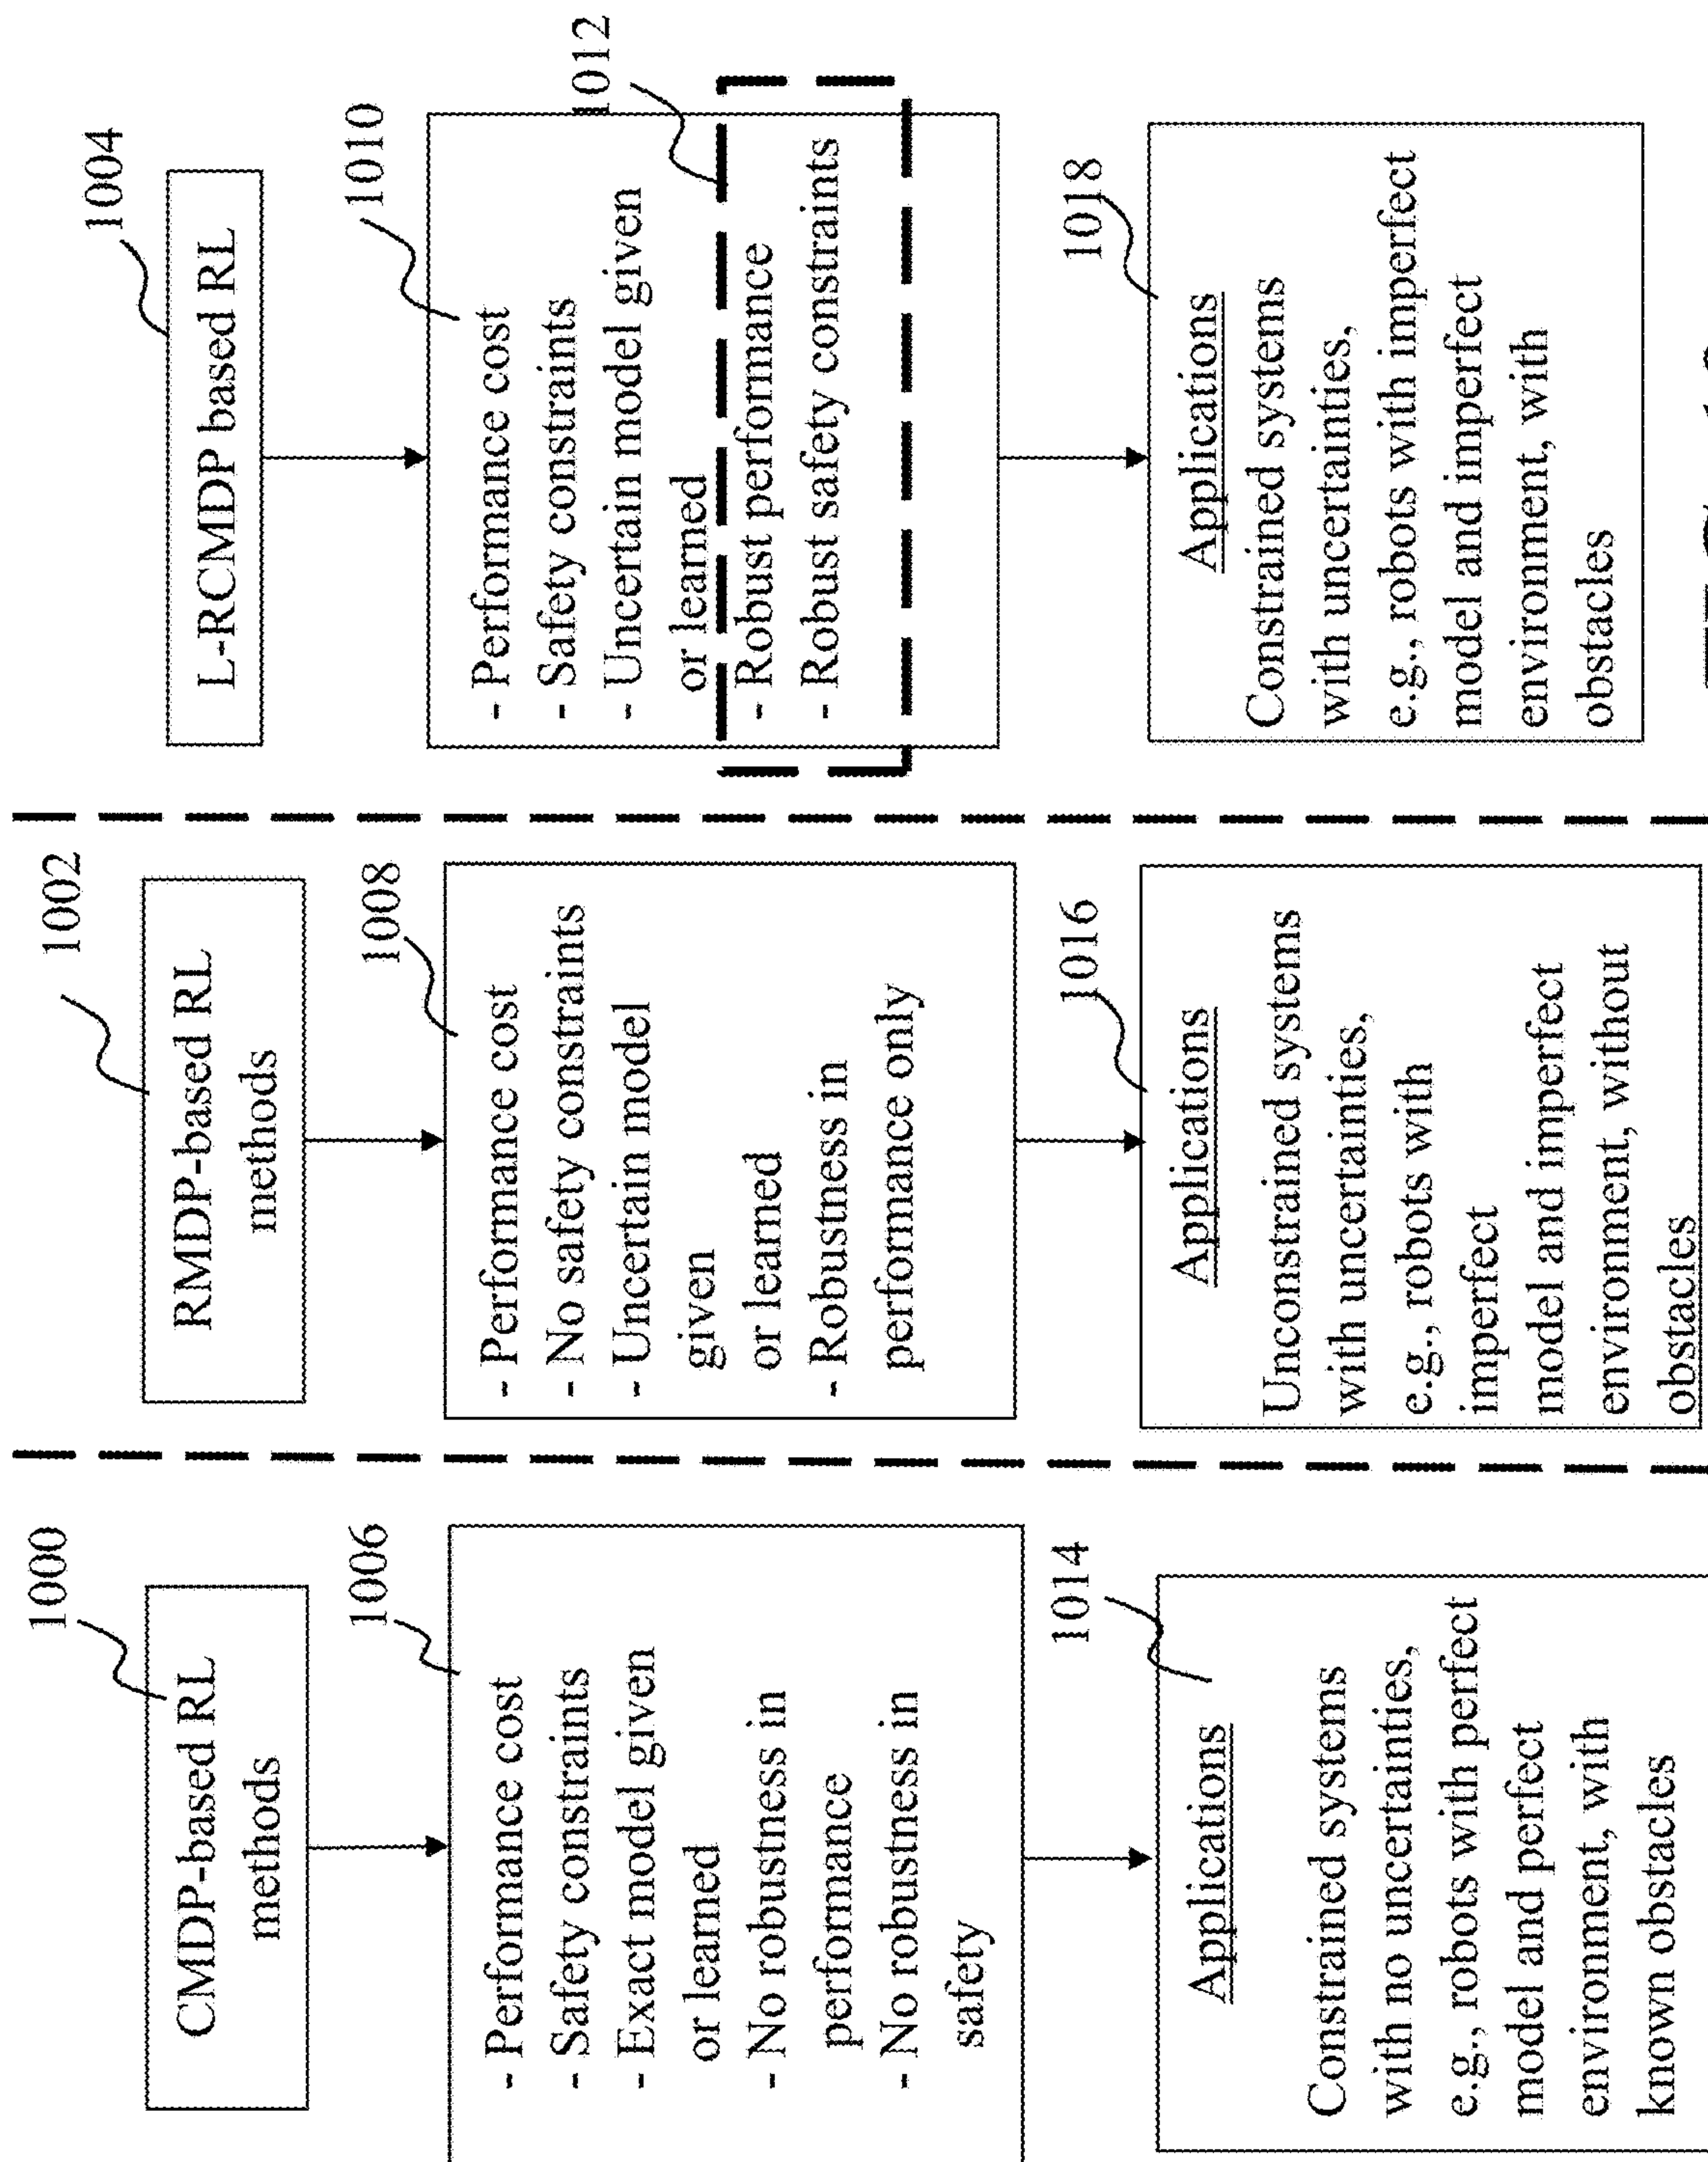 1000
CMDP-based RL
methods
1006
- Performance cost
- Safety constraints
- Exact model given
or learned
- No robustness in
performance
- No robustness in
safety
1014
Applications
Constrained systems
with no uncertainties,
e.g., robots with perfect
model and perfect
environment, with
known obstacles
1002
RMDP-based RL
methods
1008
- Performance cost
- No safety constraints
- Uncertain model
given
or learned
- Robustness in
performance only
1016
Applications
Unconstrained systems
with uncertainties,
e.g., robots with
imperfect
model and imperfect
environment, without
obstacles
1004
L-RCMDP based RL
1010
- Performance cost
- Safety constraints
- Uncertain model given
or learned
1012
- Robust performance
- Robust safety constraints
1018
Applications
Constrained systems
with uncertainties,
e.g., robots with imperfect
model and imperfect
environment, with
obstacles